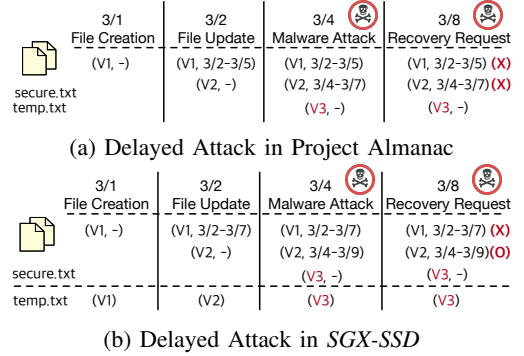 3/1 3/2 3/4 3/8
File Creation File Update Malware Attack Recovery Request
(V1, -) (V1, 3/2-3/5) (V1, 3/2-3/5) (V1, 3/2-3/5) (X)
(V2, -) (V2, 3/4-3/7) (V2, 3/4-3/7) (X)
secure.txt
temp.txt (V3, -) (V3, -)
(a) Delayed Attack in Project Almanac
3/1 3/2 3/4 3/8
File Creation File Update Malware Attack Recovery Request
(V1, -) (V1, 3/2-3/7) (V1, 3/2-3/7) (V1, 3/2-3/7) (X)
(V2, -) (V2, 3/4-3/9) (V2, 3/4-3/9) (O)
secure.txt (V3, -) (V3, -)
temp.txt (V1) (V2) (V3) (V3)
(b) Delayed Attack in SGX-SSD